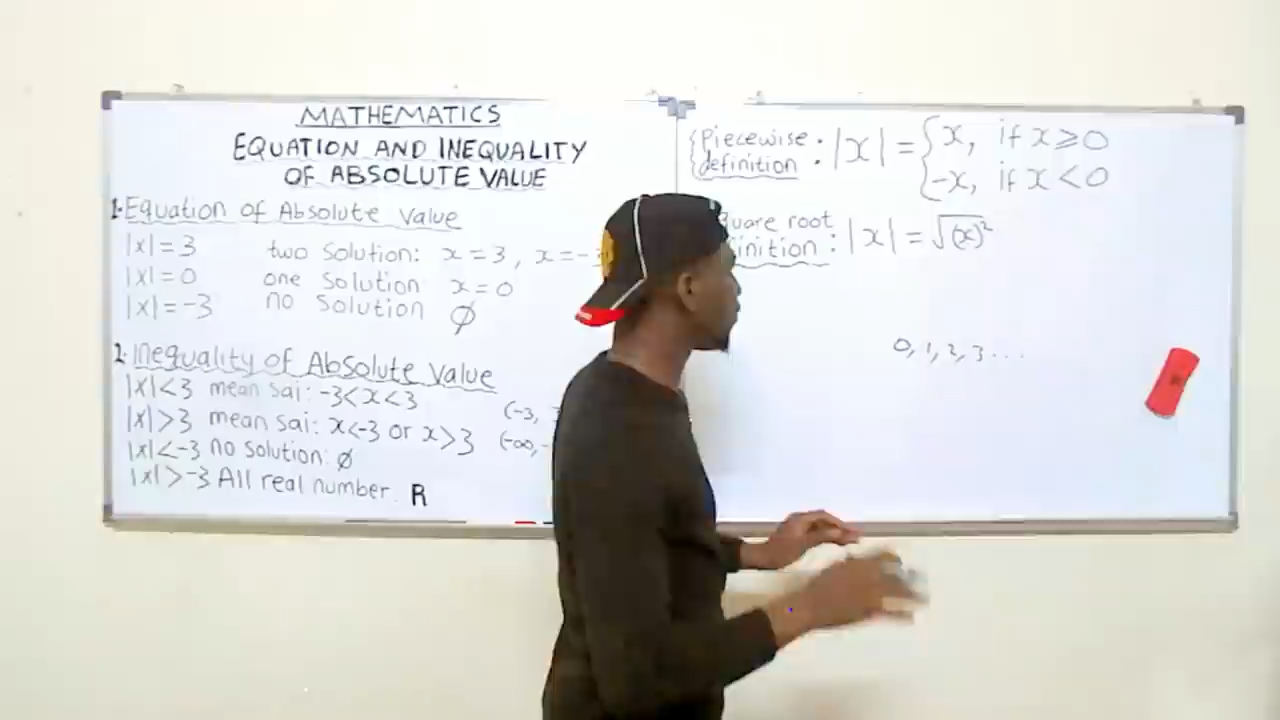 MATHEMATICS
EQUATION AND INEQUALITY
OF ABSOLUTE VALUE
1. Equation of Absolute Value
|x| = 3 two solution: x = 3, x = -
|x| = 0 one solution x = 0
|x| = -3 no solution ∅
2. Inequality of Absolute Value
|x| < 3 mean sai: -3 < x < 3 (-3,
|x| > 3 mean sai: x < -3 or x > 3 (-∞, -
|x| < -3 no solution: ∅
|x| > -3 All real number. R
Piecewise definition: |x| = { x, if x ≥ 0
-x, if x < 0
uare root
inition: |x| = √(x)²
0, 1, 2, 3 ...